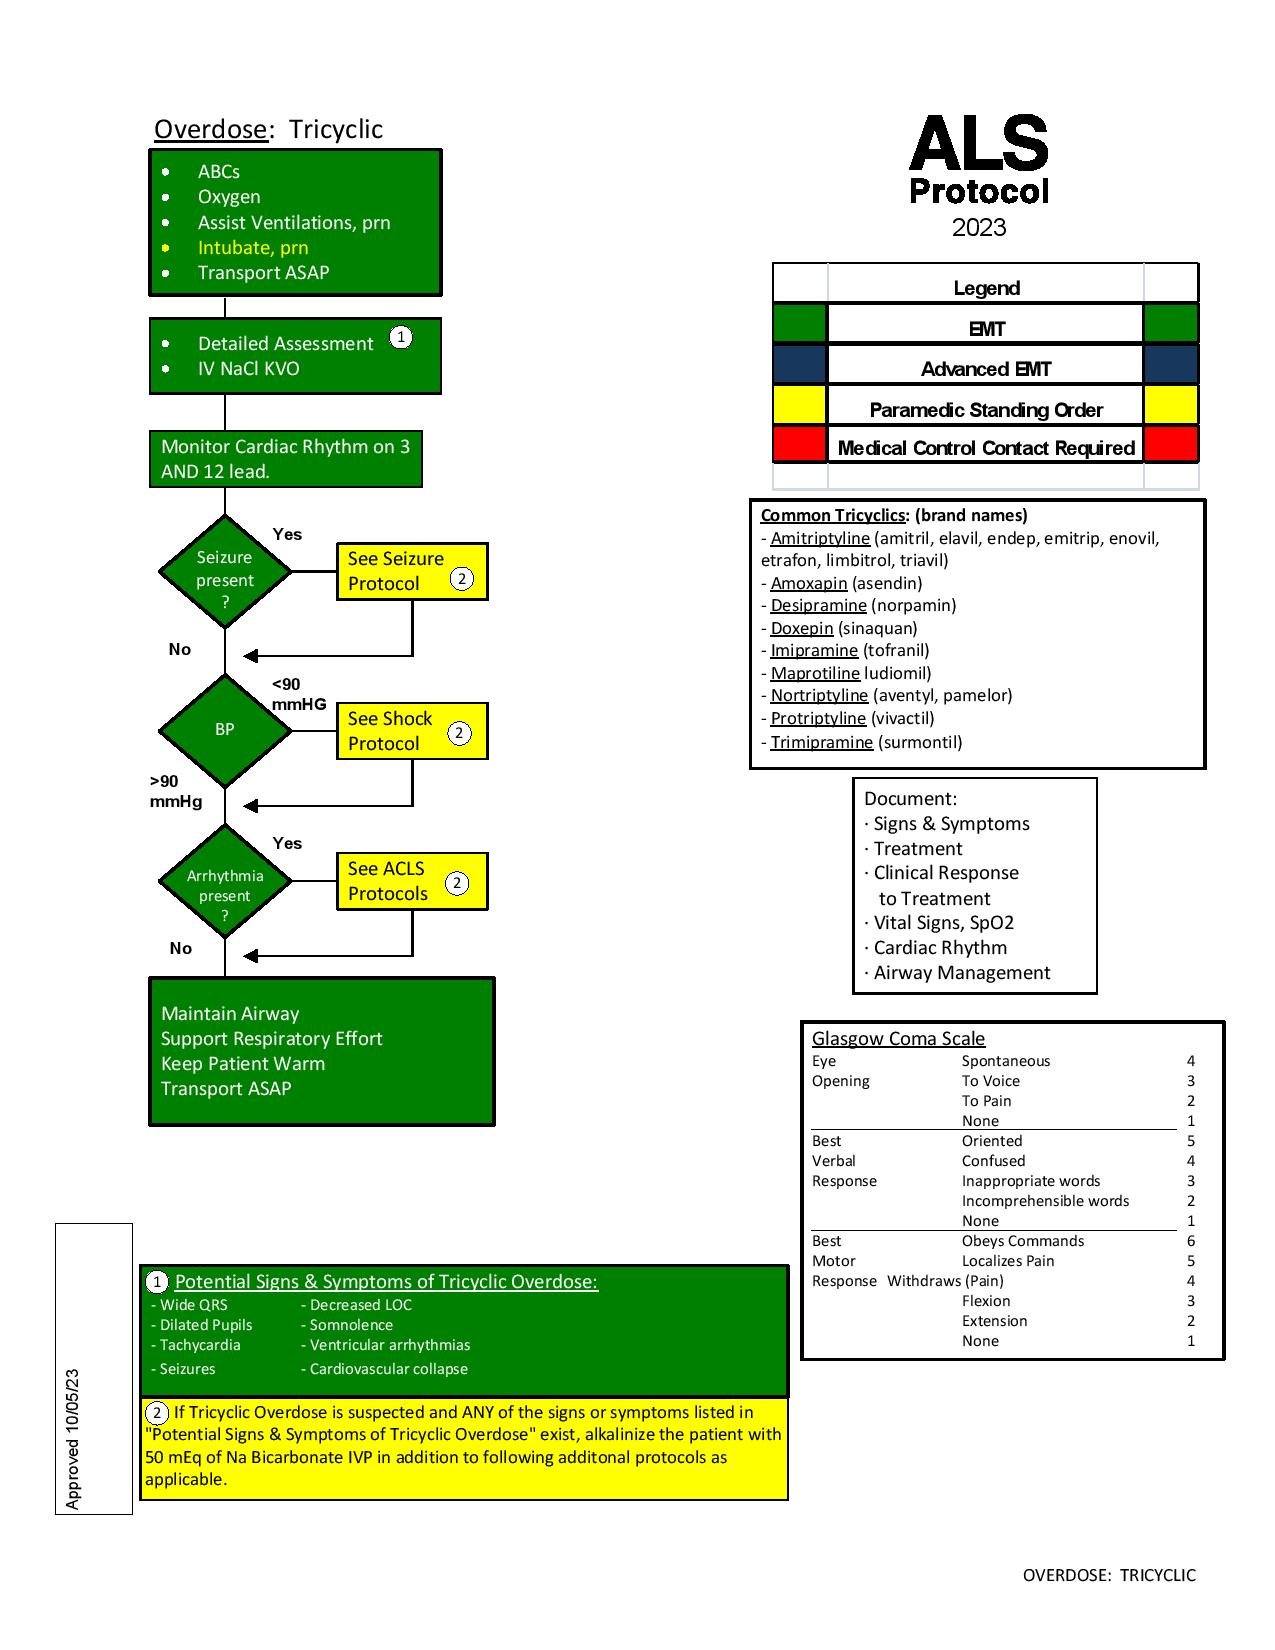 Overdose:  Tricyclic
• ABCs
• Oxygen
• Assist Ventilations, prn
• Intubate, prn
• Transport ASAP
• Detailed Assessment 1
• IV NaCl KVO
Monitor Cardiac Rhythm on 3
AND 12 lead.
Seizure
present
?
Yes
See Seizure
Protocol 2
No
BP
<90
mmHG
See Shock
Protocol 2
>90
mmHg
Arrhythmia
present
?
Yes
See ACLS
Protocols 2
No
Maintain Airway
Support Respiratory Effort
Keep Patient Warm
Transport ASAP
ALS
Protocol
2023
Legend
EMT
Advanced EMT
Paramedic Standing Order
Medical Control Contact Required
Common Tricyclics: (brand names)
- Amitriptyline (amitril, elavil, endep, emitrip, enovil,
etrafon, limbitrol, triavil)
- Amoxapin (asendin)
- Desipramine (norpamin)
- Doxepin (sinaquan)
- Imipramine (tofranil)
- Maprotiline ludiomil)
- Nortriptyline (aventyl, pamelor)
- Protriptyline (vivactil)
- Trimipramine (surmontil)
Document:
· Signs & Symptoms
· Treatment
· Clinical Response
to Treatment
· Vital Signs, SpO2
· Cardiac Rhythm
· Airway Management
Glasgow Coma Scale
Eye Spontaneous 4
Opening To Voice 3
To Pain 2
None 1
Best Oriented 5
Verbal Confused 4
Response Inappropriate words 3
Incomprehensible words 2
None 1
Best Obeys Commands 6
Motor Localizes Pain 5
Response Withdraws (Pain) 4
Flexion 3
Extension 2
None 1
1 Potential Signs & Symptoms of Tricyclic Overdose:
- Wide QRS - Decreased LOC
- Dilated Pupils - Somnolence
- Tachycardia - Ventricular arrhythmias
- Seizures - Cardiovascular collapse
2 If Tricyclic Overdose is suspected and ANY of the signs or symptoms listed in
"Potential Signs & Symptoms of Tricyclic Overdose" exist, alkalinize the patient with
50 mEq of Na Bicarbonate IVP in addition to following additonal protocols as
applicable.
Approved 10/05/23
OVERDOSE:  TRICYCLIC